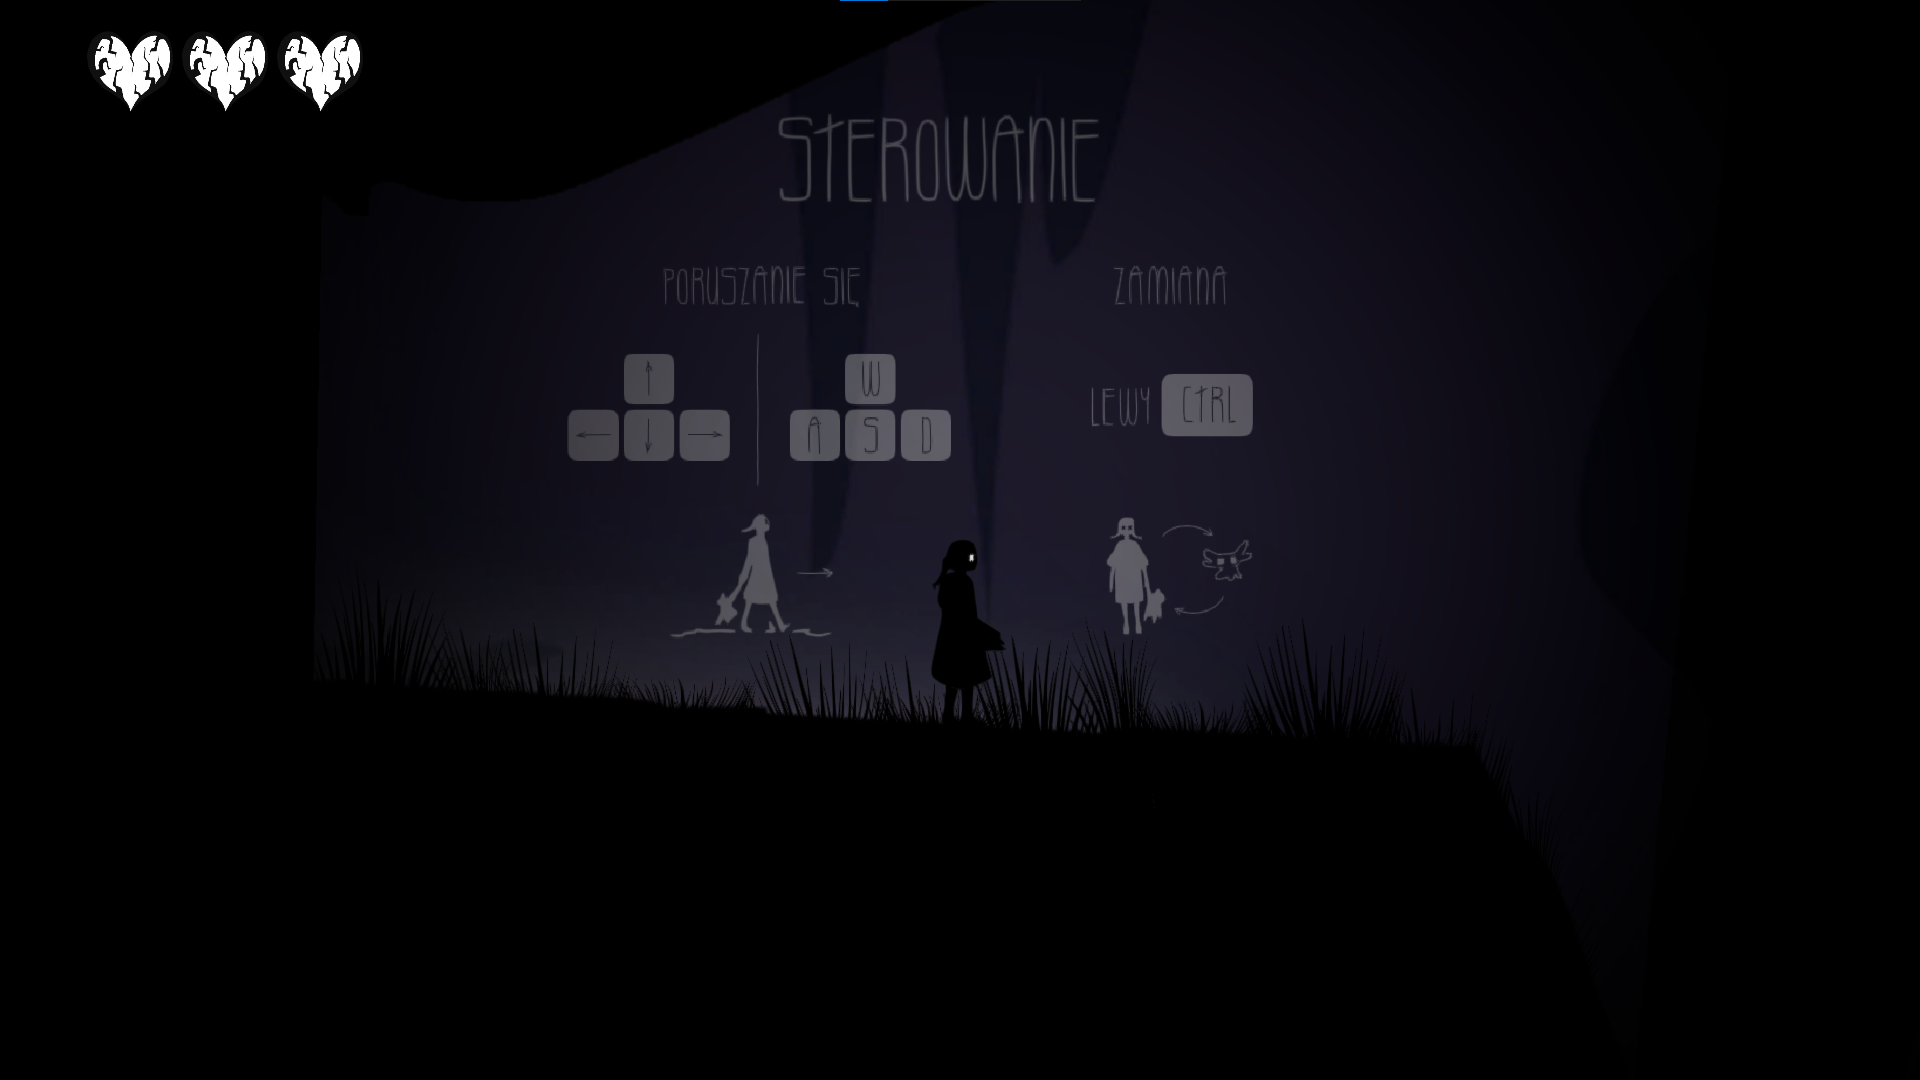 STEROWANIE
PORUSZANIE SIĘ
ZAMIANA
↑
W
← ↓ →
A S D
LEWY CTRL